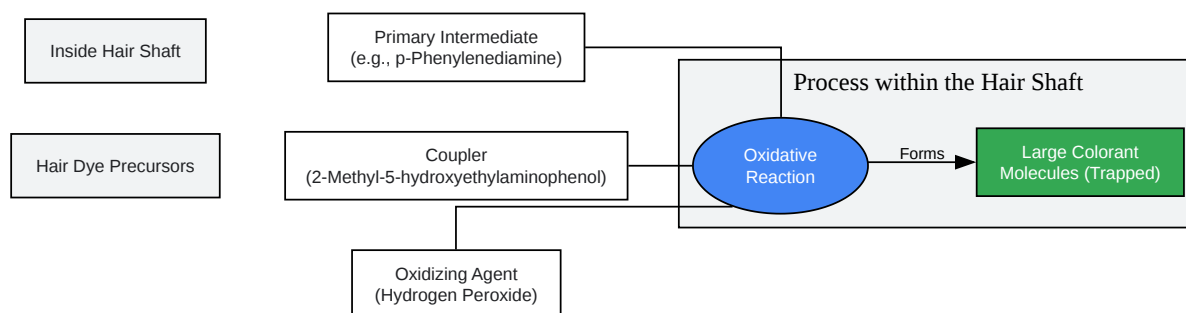 Inside Hair Shaft
Primary Intermediate
(e.g., p-Phenylenediamine)
Process within the Hair Shaft
Hair Dye Precursors
Coupler
(2-Methyl-5-hydroxyethylaminophenol)
Oxidative
Reaction
Forms
Large Colorant
Molecules (Trapped)
Oxidizing Agent
(Hydrogen Peroxide)